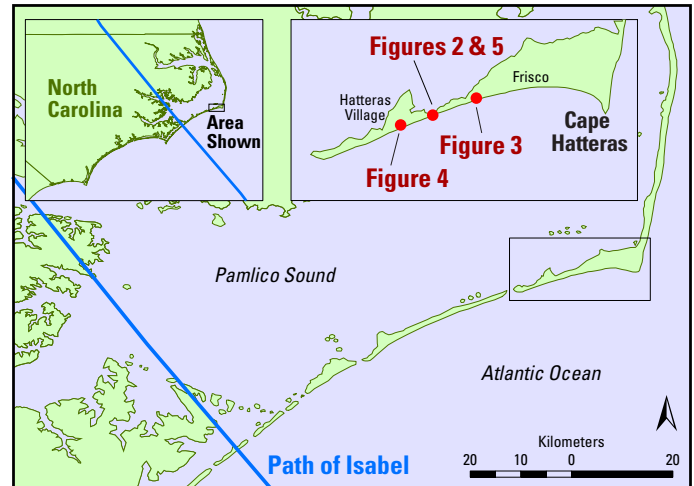 North
Carolina
Area
Shown
Figures 2 & 5
Frisco
Hatteras
Village
Cape
Hatteras
Figure 3
Figure 4
Pamlico Sound
Atlantic Ocean
Path of Isabel
Kilometers
20 10 0 20